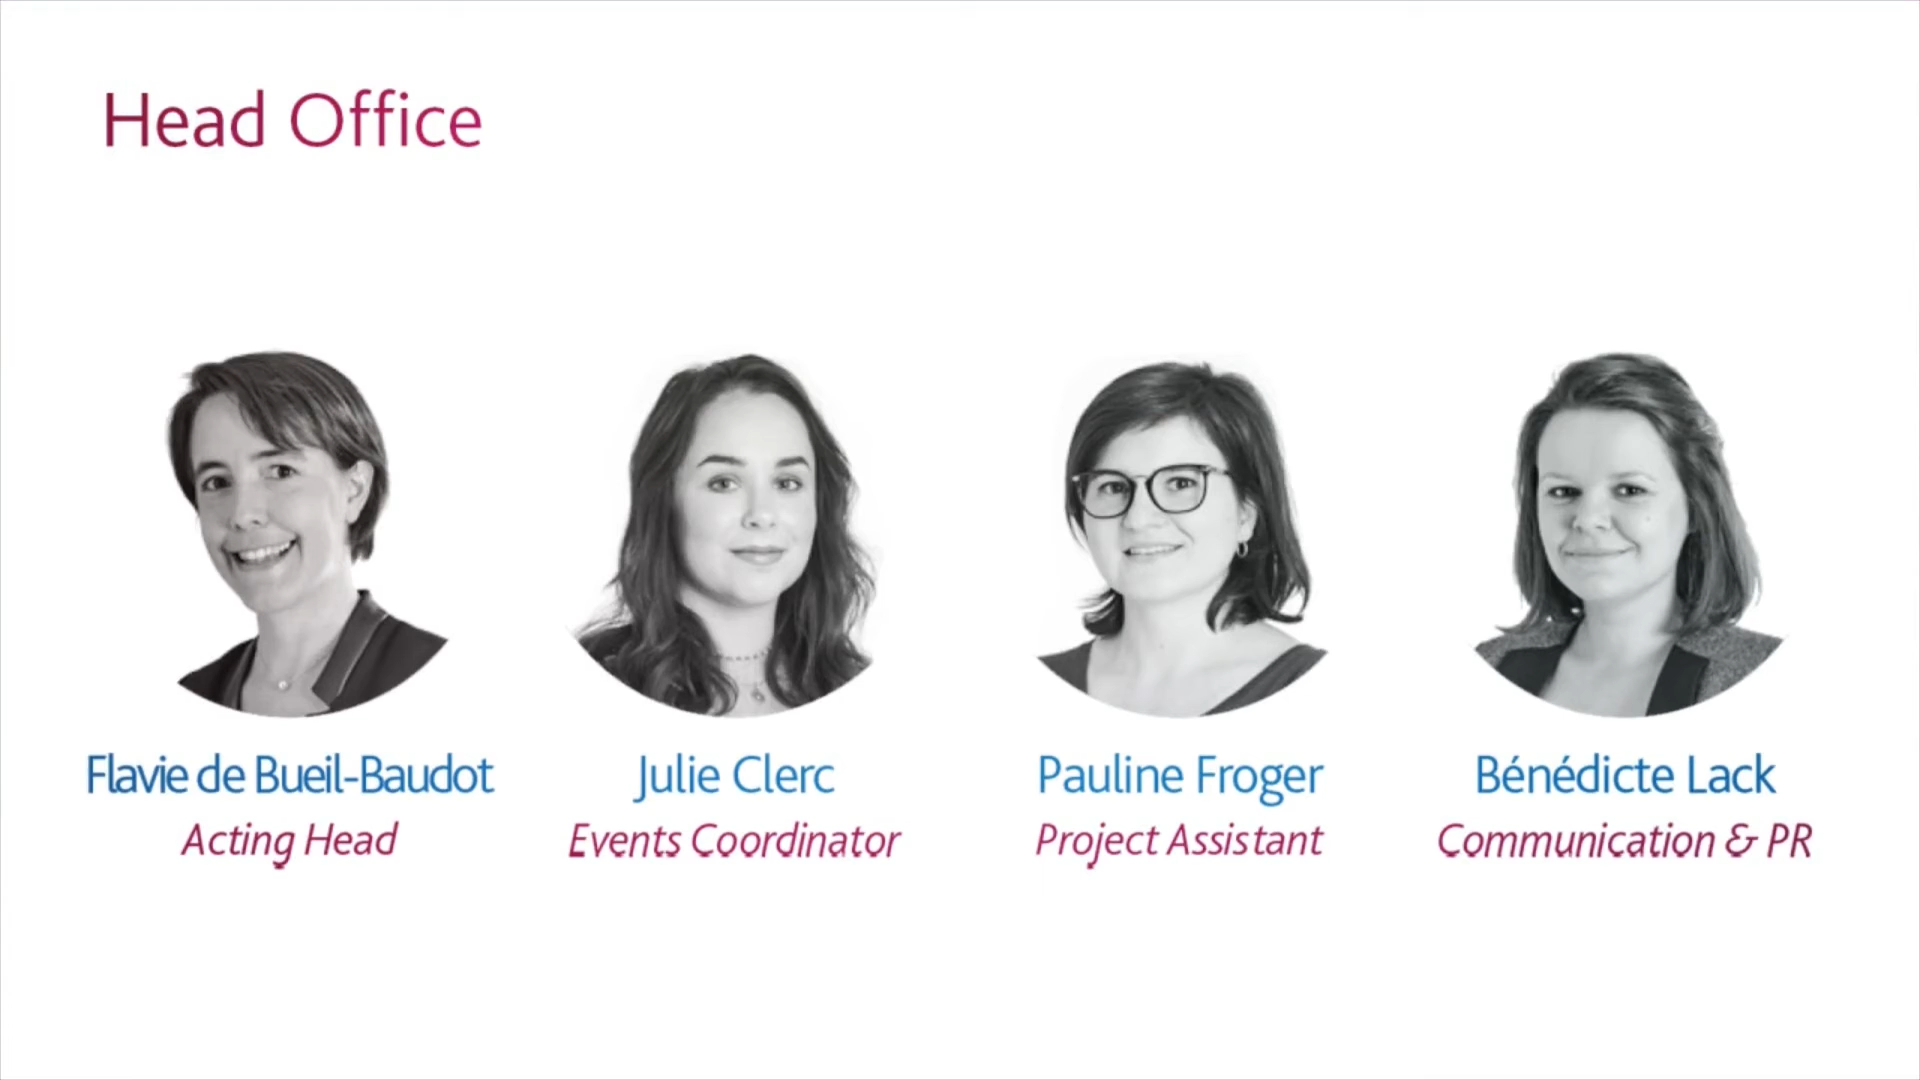 Head Office
Flavie de Bueil-Baudot
Acting Head
Julie Clerc
Events Coordinator
Pauline Froger
Project Assistant
Bénédicte Lack
Communication & PR